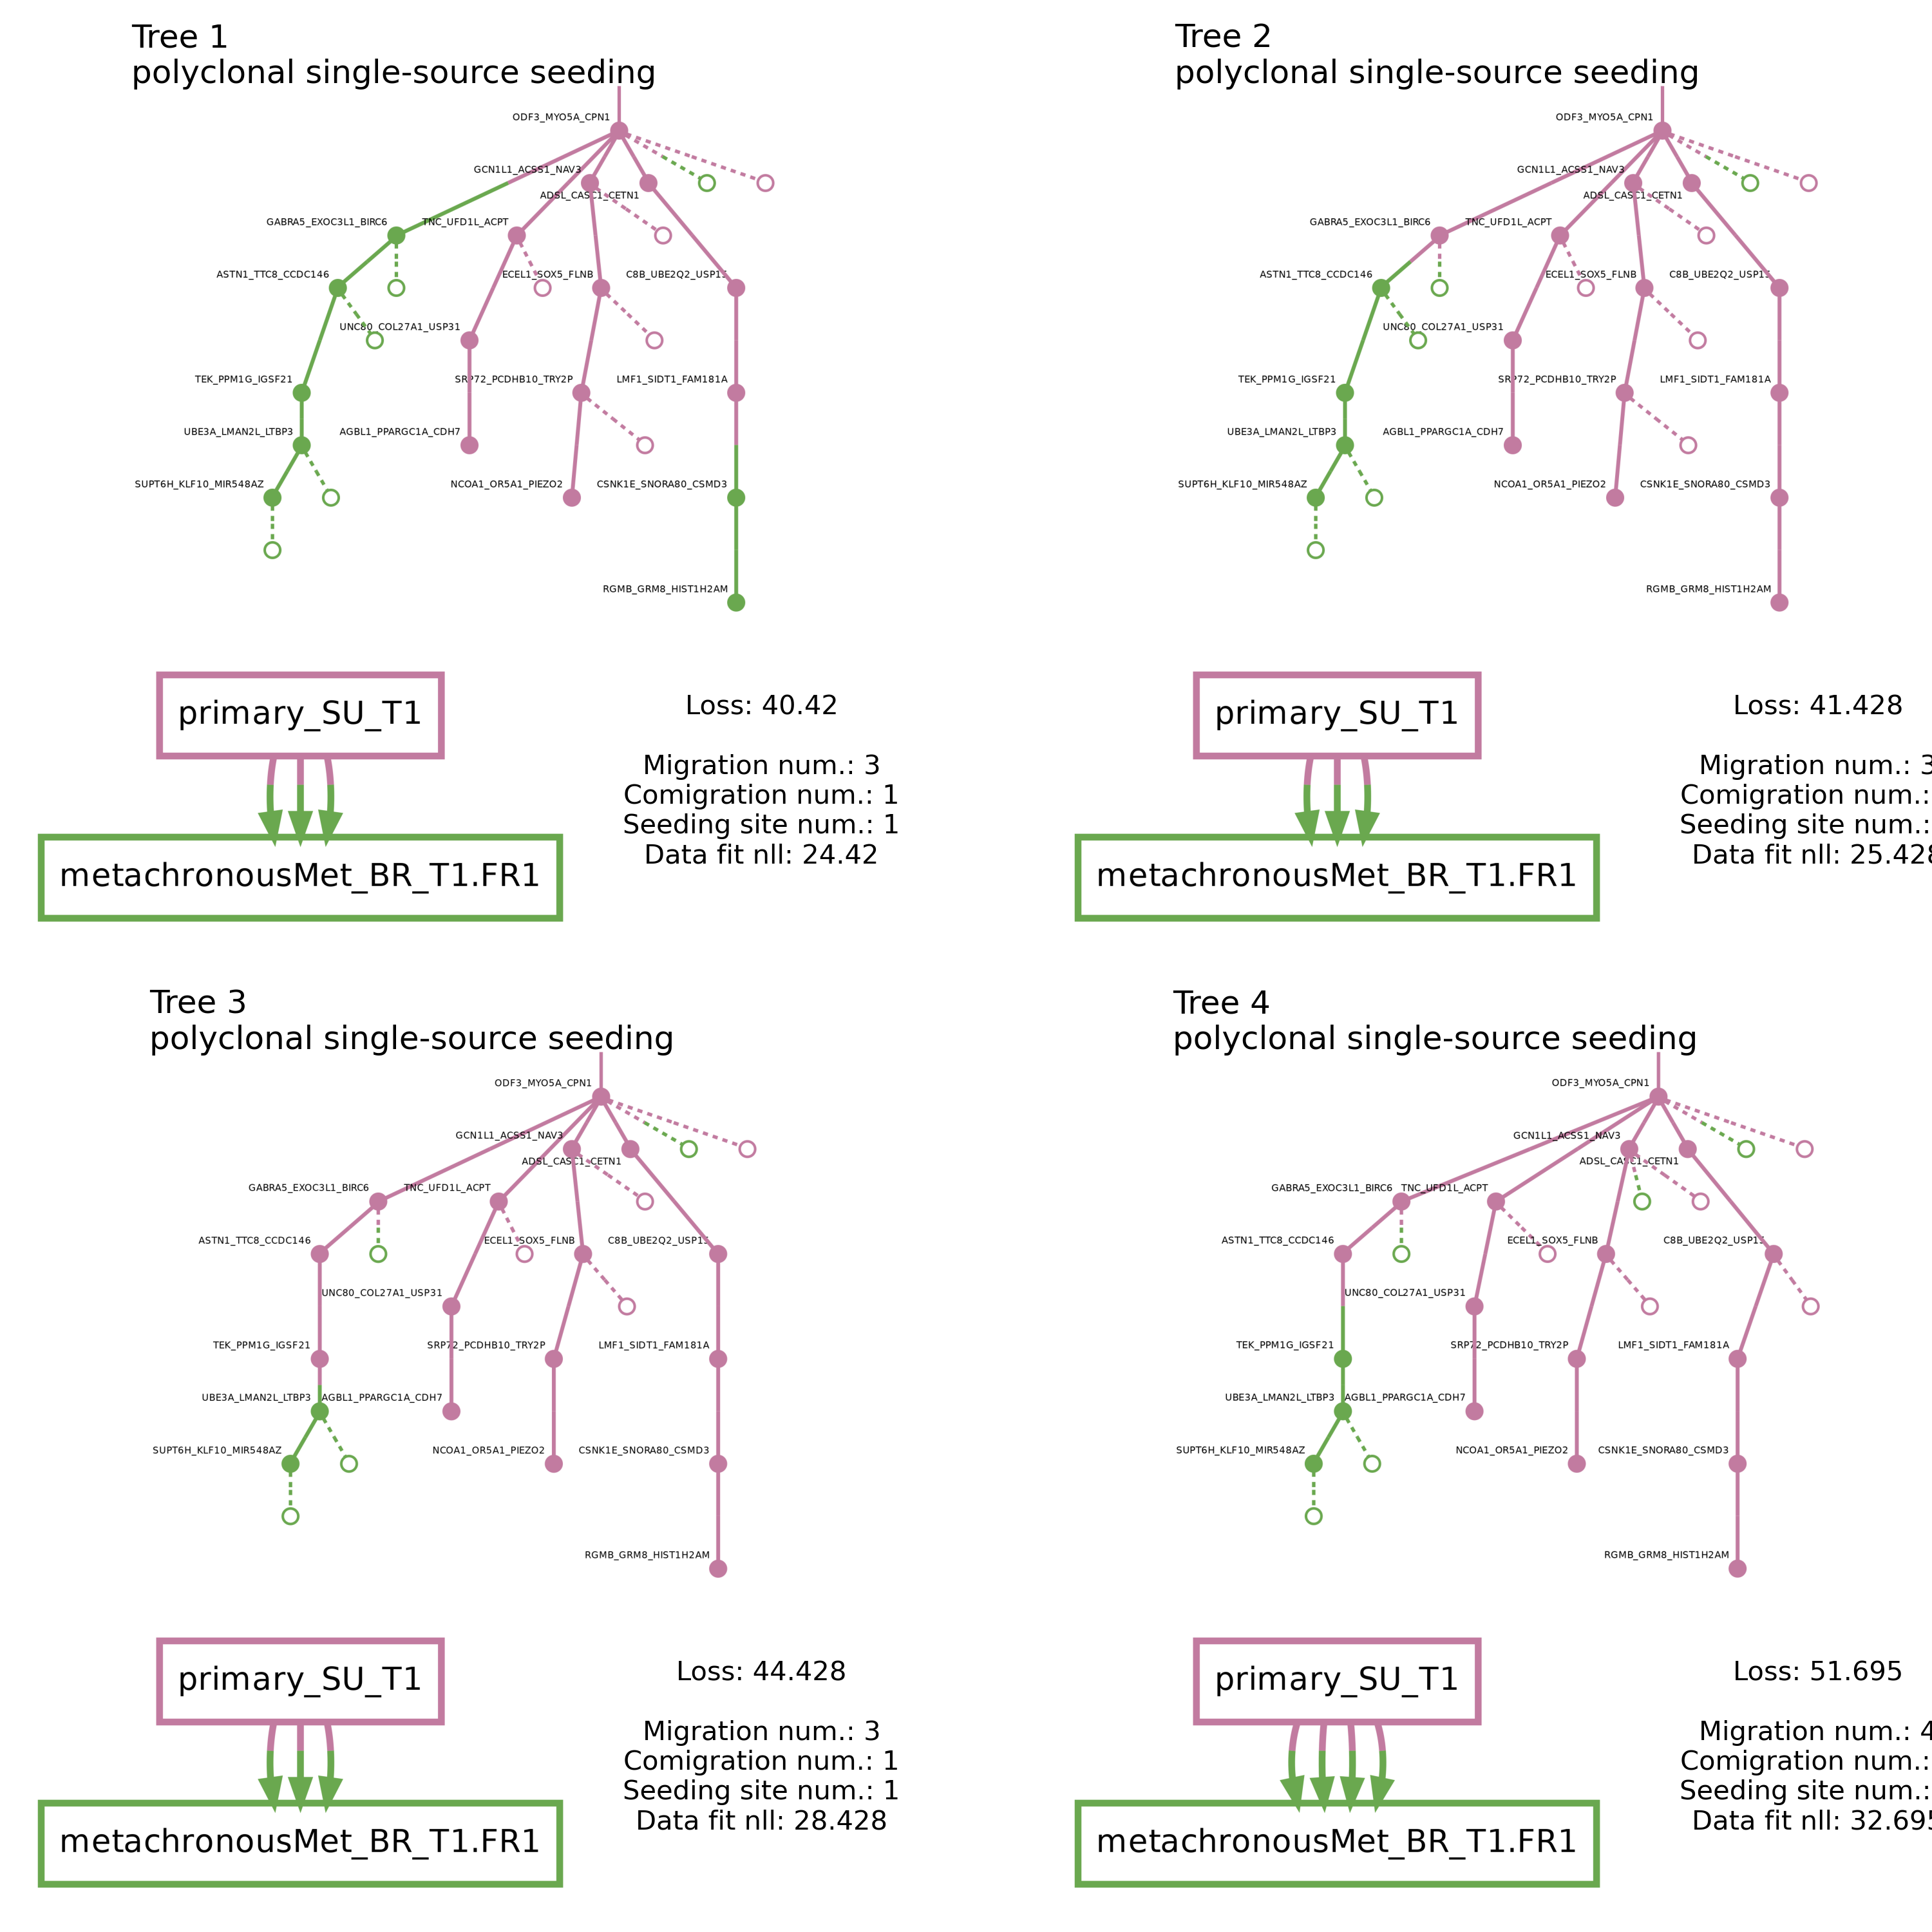 Tree 1
polyclonal single-source seeding
ODF3_MYO5A_CPN1
GCN1L1_ACSS1_NAV3
ADSL_CASC1_CETN1
GABRA5_EXOC3L1_BIRC6
TNC_UFD1L_ACPT
ASTN1_TTC8_CCDC146
ECEL1_SOX5_FLNB
C8B_UBE2Q2_USP1
UNC80_COL27A1_USP31
TEK_PPM1G_IGSF21
SRP72_PCDHB10_TRY2P
LMF1_SIDT1_FAM181A
UBE3A_LMAN2L_LTBP3
AGBL1_PPARGC1A_CDH7
SUPT6H_KLF10_MIR548AZ
NCOA1_OR5A1_PIEZO2
CSNK1E_SNORA80_CSMD3
RGMB_GRM8_HIST1H2AM
primary_SU_T1
metachronousMet_BR_T1.FR1
Loss: 40.42
Migration num.: 3
Comigration num.: 1
Seeding site num.: 1
Data fit nll: 24.42
Tree 2
polyclonal single-source seeding
ODF3_MYO5A_CPN1
GCN1L1_ACSS1_NAV3
ADSL_CASC1_CETN1
GABRA5_EXOC3L1_BIRC6
TNC_UFD1L_ACPT
ASTN1_TTC8_CCDC146
ECEL1_SOX5_FLNB
C8B_UBE2Q2_USP1
UNC80_COL27A1_USP31
TEK_PPM1G_IGSF21
SRP72_PCDHB10_TRY2P
LMF1_SIDT1_FAM181A
UBE3A_LMAN2L_LTBP3
AGBL1_PPARGC1A_CDH7
SUPT6H_KLF10_MIR548AZ
NCOA1_OR5A1_PIEZO2
CSNK1E_SNORA80_CSMD3
RGMB_GRM8_HIST1H2AM
primary_SU_T1
metachronousMet_BR_T1.FR1
Loss: 41.428
Migration num.: 3
Comigration num.:
Seeding site num.:
Data fit nll: 25.428
Tree 3
polyclonal single-source seeding
ODF3_MYO5A_CPN1
GCN1L1_ACSS1_NAV3
ADSL_CASC1_CETN1
GABRA5_EXOC3L1_BIRC6
TNC_UFD1L_ACPT
ASTN1_TTC8_CCDC146
ECEL1_SOX5_FLNB
C8B_UBE2Q2_USP1
UNC80_COL27A1_USP31
TEK_PPM1G_IGSF21
SRP72_PCDHB10_TRY2P
LMF1_SIDT1_FAM181A
UBE3A_LMAN2L_LTBP3
AGBL1_PPARGC1A_CDH7
SUPT6H_KLF10_MIR548AZ
NCOA1_OR5A1_PIEZO2
CSNK1E_SNORA80_CSMD3
RGMB_GRM8_HIST1H2AM
primary_SU_T1
metachronousMet_BR_T1.FR1
Loss: 44.428
Migration num.: 3
Comigration num.: 1
Seeding site num.: 1
Data fit nll: 28.428
Tree 4
polyclonal single-source seeding
ODF3_MYO5A_CPN1
GCN1L1_ACSS1_NAV3
ADSL_CASC1_CETN1
GABRA5_EXOC3L1_BIRC6
TNC_UFD1L_ACPT
ASTN1_TTC8_CCDC146
ECEL1_SOX5_FLNB
C8B_UBE2Q2_USP1
UNC80_COL27A1_USP31
TEK_PPM1G_IGSF21
SRP72_PCDHB10_TRY2P
LMF1_SIDT1_FAM181A
UBE3A_LMAN2L_LTBP3
AGBL1_PPARGC1A_CDH7
SUPT6H_KLF10_MIR548AZ
NCOA1_OR5A1_PIEZO2
CSNK1E_SNORA80_CSMD3
RGMB_GRM8_HIST1H2AM
primary_SU_T1
metachronousMet_BR_T1.FR1
Loss: 51.695
Migration num.: 4
Comigration num.:
Seeding site num.:
Data fit nll: 32.695